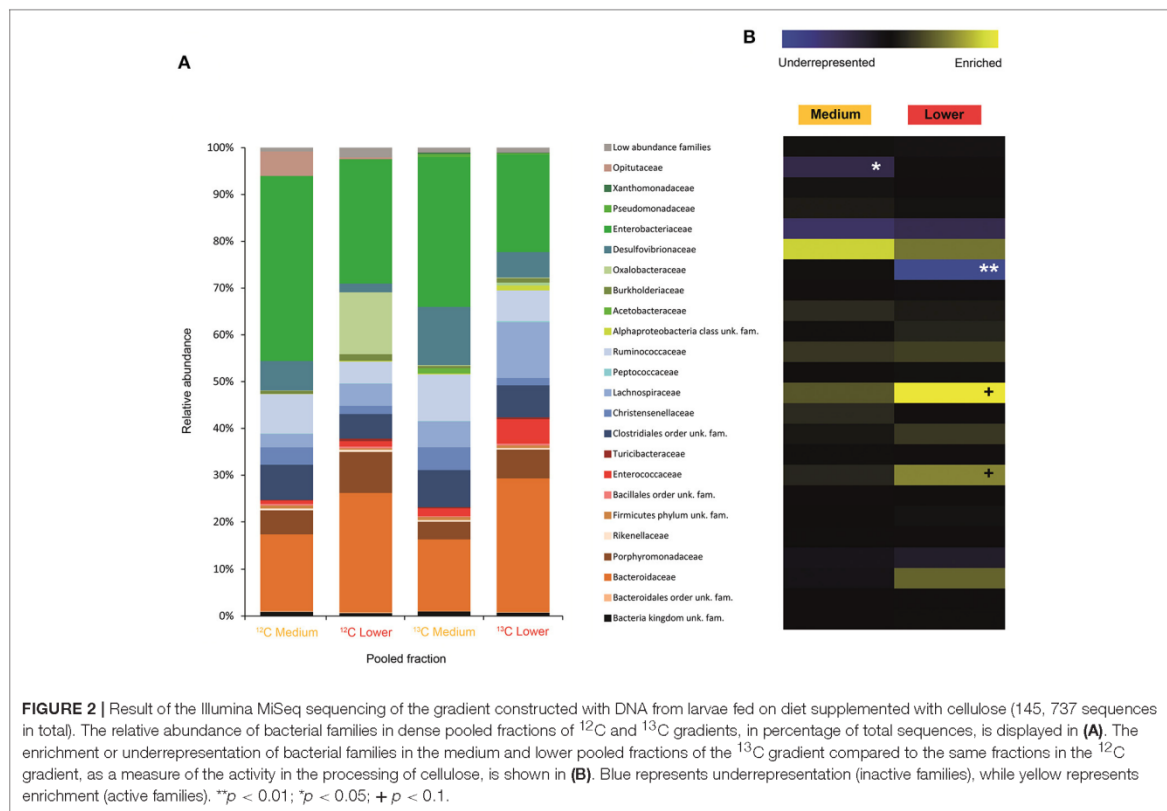 A
B
Underrepresented Enriched
Medium Lower
100%
90%
80%
70%
60%
50%
40%
30%
20%
10%
0%
Relative abundance
¹²C Medium ¹²C Lower ¹²C Medium ¹³C Lower
Pooled fraction
Low abundance families
Opitutaceae
Xanthomonadaceae
Pseudomonadaceae
Enterobacteriaceae
Desulfovibrionaceae
Oxalobacteraceae
Burkholderiaceae
Acetobacteraceae
Alphaproteobacteria class unk. fam.
Ruminococcaceae
Peptococcaceae
Lachnospiraceae
Christensenellaceae
Clostridiales order unk. fam.
Turicibacteraceae
Enterococcaceae
Bacillales order unk. fam.
Firmicutes phylum unk. fam.
Rikenellaceae
Porphyromonadaceae
Bacteroidaceae
Bacteroidales order unk. fam.
Bacteria kingdom unk. fam.
*
**
+
+
FIGURE 2 | Result of the Illumina MiSeq sequencing of the gradient constructed with DNA from larvae fed on diet supplemented with cellulose (145, 737 sequences
in total). The relative abundance of bacterial families in dense pooled fractions of ¹²C and ¹³C gradients, in percentage of total sequences, is displayed in (A). The
enrichment or underrepresentation of bacterial families in the medium and lower pooled fractions of the ¹³C gradient compared to the same fractions in the ¹²C
gradient, as a measure of the activity in the processing of cellulose, is shown in (B). Blue represents underrepresentation (inactive families), while yellow represents
enrichment (active families). **p < 0.01; *p < 0.05; + p < 0.1.